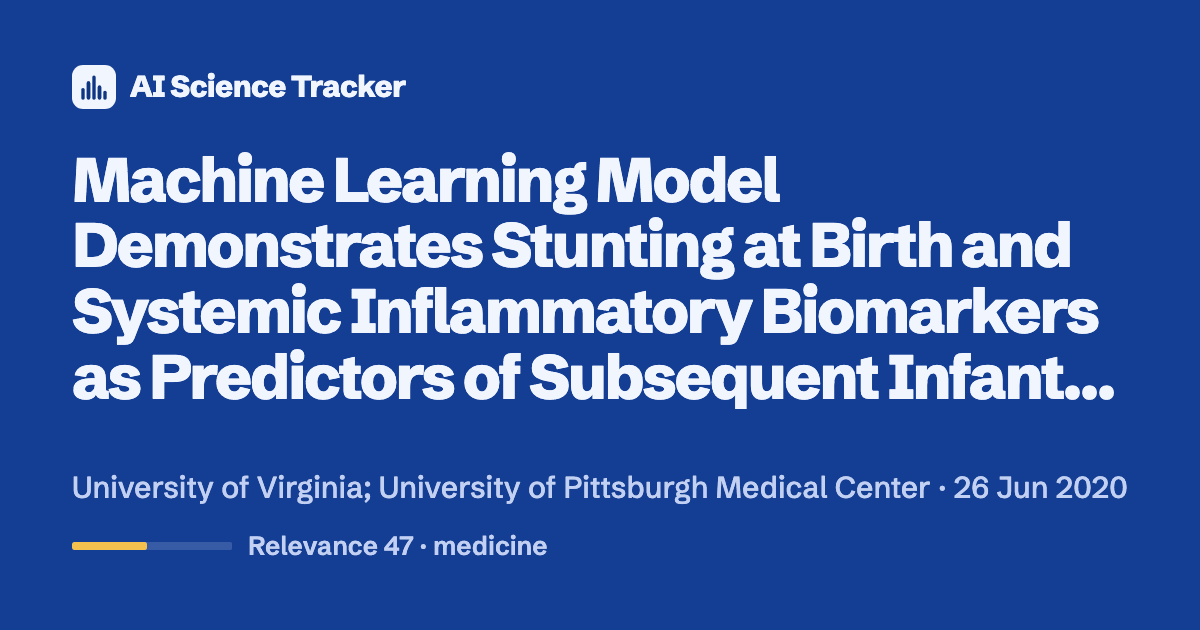 AI Science Tracker
Machine Learning Model
Demonstrates Stunting at Birth and
Systemic Inflammatory Biomarkers
as Predictors of Subsequent Infant...
University of Virginia; University of Pittsburgh Medical Center · 26 Jun 2020
Relevance 47 · medicine